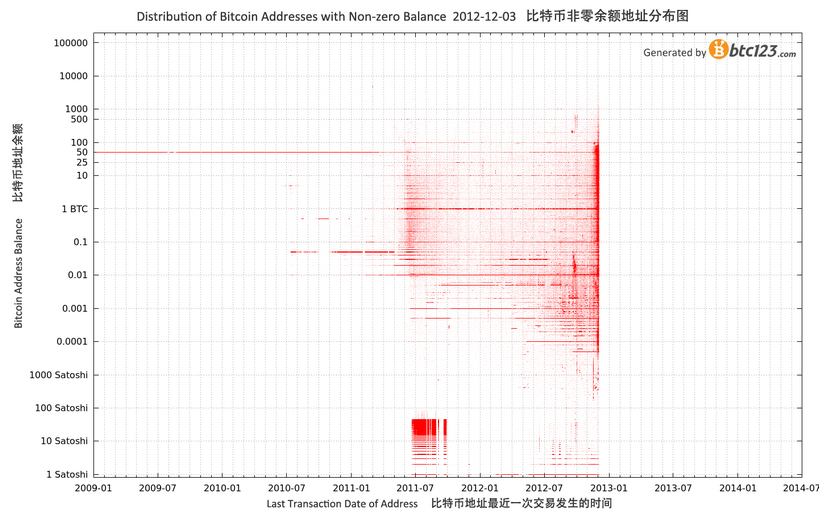 Distribution of Bitcoin Addresses with Non-zero Balance 2012-12-03 比特币非零余额地址分布图
Generated by btc123.com
100000
10000
1000
500
100
50
25
10
1 BTC
0.1
0.01
0.001
0.0001
1000 Satoshi
100 Satoshi
10 Satoshi
1 Satoshi
Bitcoin Address Balance 比特币地址余额
2009-01 2009-07 2010-01 2010-07 2011-01 2011-07 2012-01 2012-07 2013-01 2013-07 2014-01 2014-07
Last Transaction Date of Address 比特币地址最近一次交易发生的时间